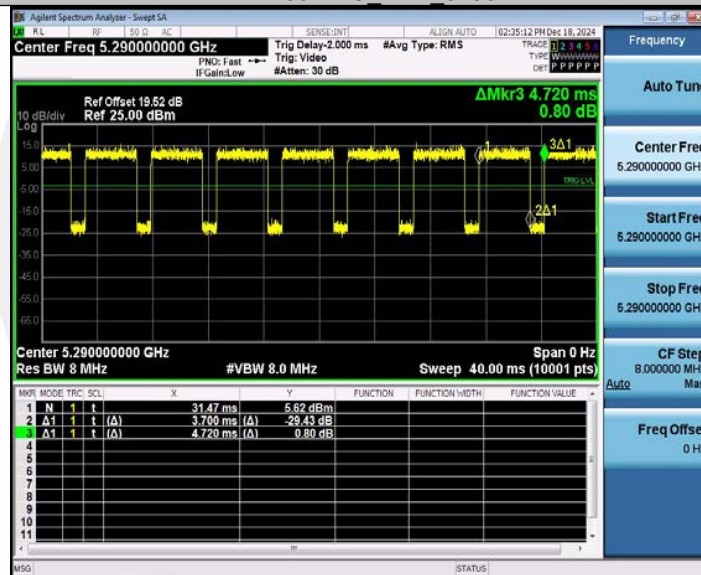 Agilent Spectrum Analyzer - Swept SA
RL RF 50 Ω AC SENSE:INT ALIGN AUTO 02:35:12 PM Dec 18, 2024
Center Freq 5.290000000 GHz
PNO: Fast
IFGain:Low
Trig Delay-2.000 ms
Trig: Video
#Atten: 30 dB
#Avg Type: RMS
TRACE 1 2 3 4 5 6
TYPE
DET P P P P P P
Ref Offset 19.52 dB
Ref 25.00 dBm
10 dB/div
Log
ΔMkr3 4.720 ms
0.80 dB
15.0
5.00
-5.00
-15.0
-25.0
-35.0
-45.0
-55.0
-65.0
1
3Δ1
TRIG LVL
2Δ1
Center 5.290000000 GHz Span 0 Hz
Res BW 8 MHz #VBW 8.0 MHz Sweep 40.00 ms (10001 pts)
MKR MODE TRC SCL X Y FUNCTION FUNCTION WIDTH FUNCTION VALUE
1 N 1 t 31.47 ms 5.62 dBm
2 Δ1 1 t (Δ) 3.700 ms (Δ) -29.43 dB
3 Δ1 1 t (Δ) 4.720 ms (Δ) 0.80 dB
4
5
6
7
8
9
10
11
MSG STATUS
Frequency
Auto Tun
Center Fre
5.290000000 GH
Start Fre
5.290000000 GH
Stop Fre
5.290000000 GH
CF Step
8.000000 MH
Auto Ma
Freq Offse
0 H